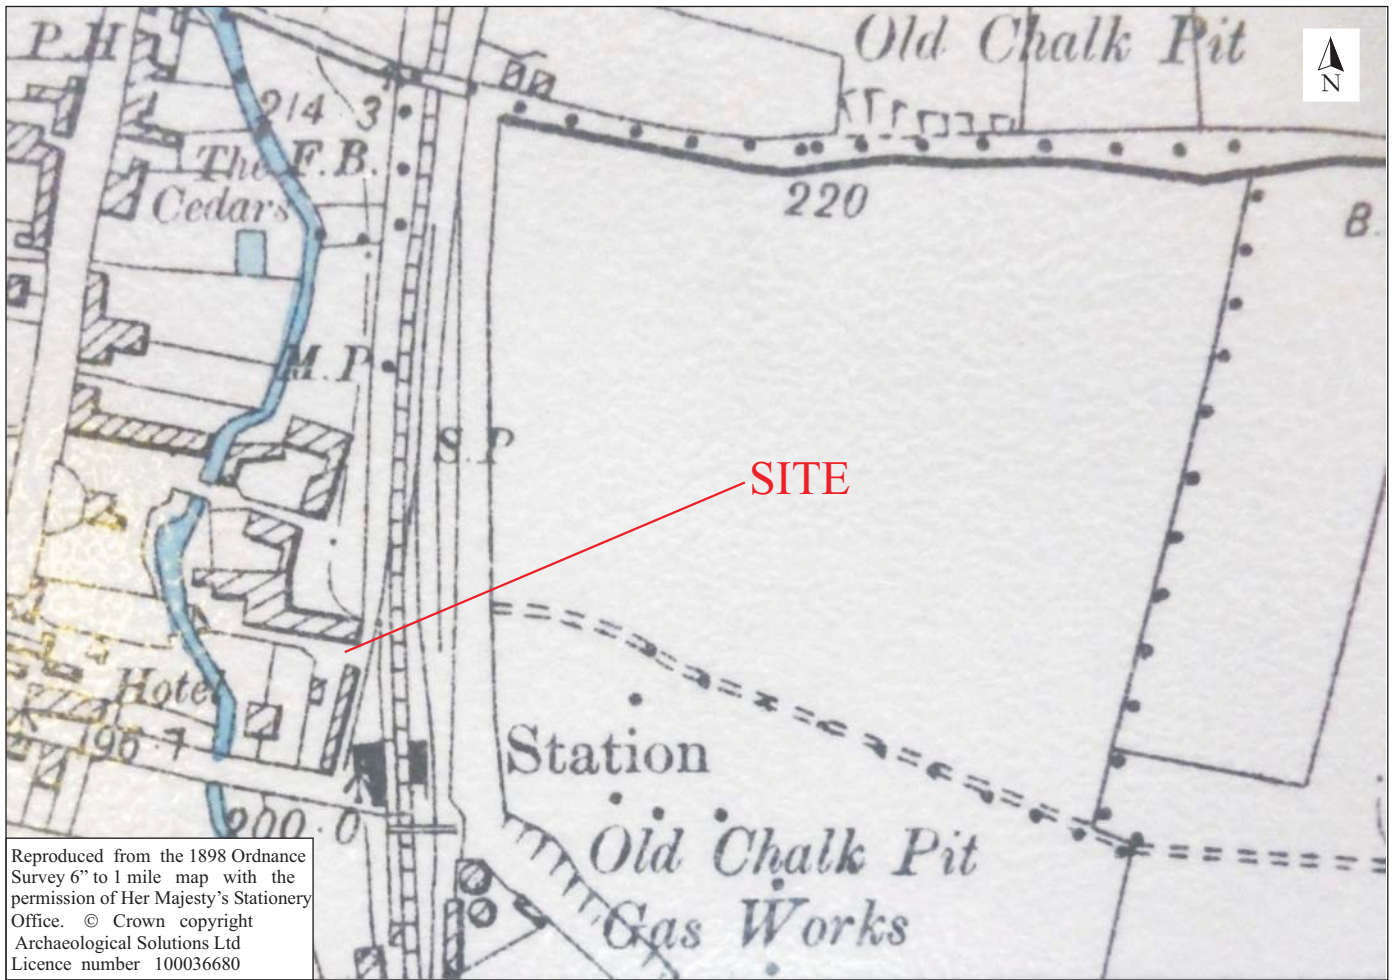 P.H
Old Chalk Pit
N
214 3
The F.B.
Cedars
220
B.
M.P
S.P
SITE
Hotel
196.7
Station
200.0
Old Chalk Pit
Gas Works
Reproduced from the 1898 Ordnance
Survey 6” to 1 mile map with the
permission of Her Majesty’s Stationery
Office. © Crown copyright
Archaeological Solutions Ltd
Licence number 100036680